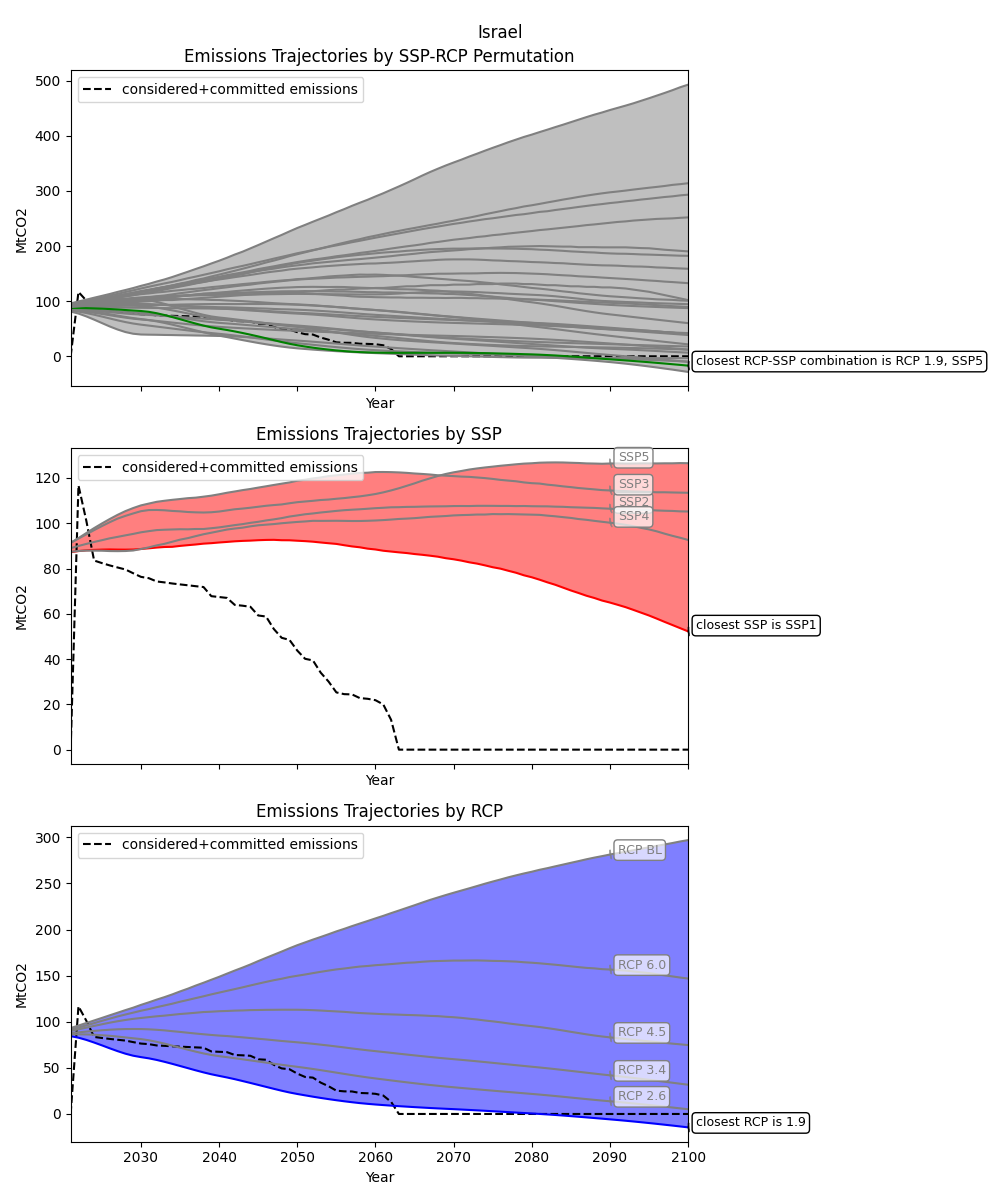 Israel
Emissions Trajectories by SSP-RCP Permutation
considered+committed emissions
500
400
300
200
100
0
MtCO2
closest RCP-SSP combination is RCP 1.9, SSP5
Year
Emissions Trajectories by SSP
considered+committed emissions
SSP5
SSP3
SSP2
SSP4
120
100
80
60
40
20
0
MtCO2
closest SSP is SSP1
Year
Emissions Trajectories by RCP
considered+committed emissions
RCP BL
RCP 6.0
RCP 4.5
RCP 3.4
RCP 2.6
300
250
200
150
100
50
0
MtCO2
closest RCP is 1.9
2030 2040 2050 2060 2070 2080 2090 2100
Year